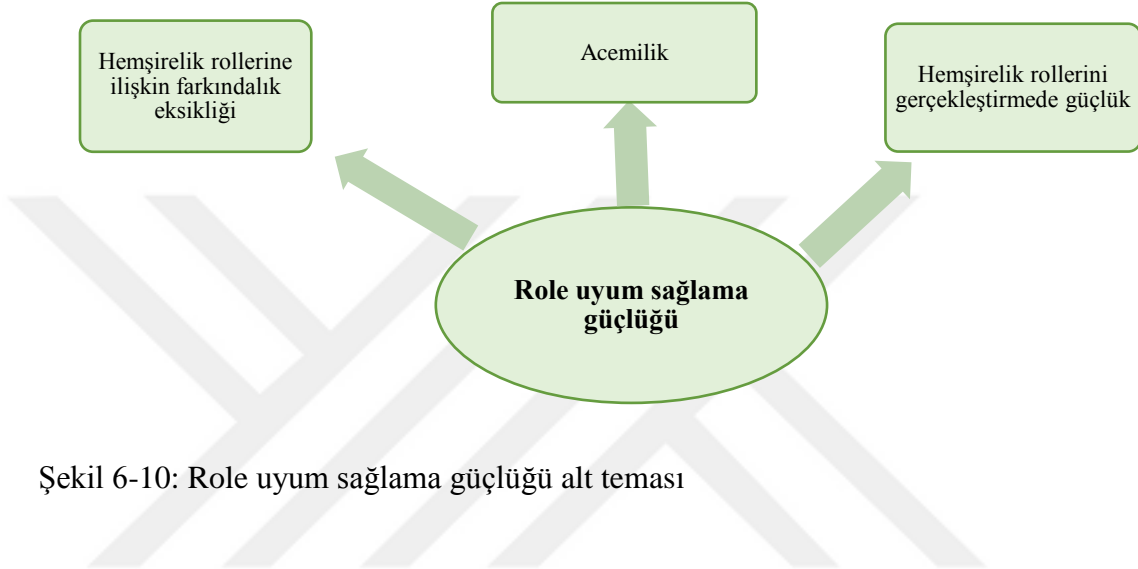 Hemşirelik rollerine
ilişkin farkındalık
eksikliği
Acemilik
Hemşirelik rollerini
gerçekleştirmede güçlük
Role uyum sağlama
güçlüğü
Şekil 6-10: Role uyum sağlama güçlüğü alt teması